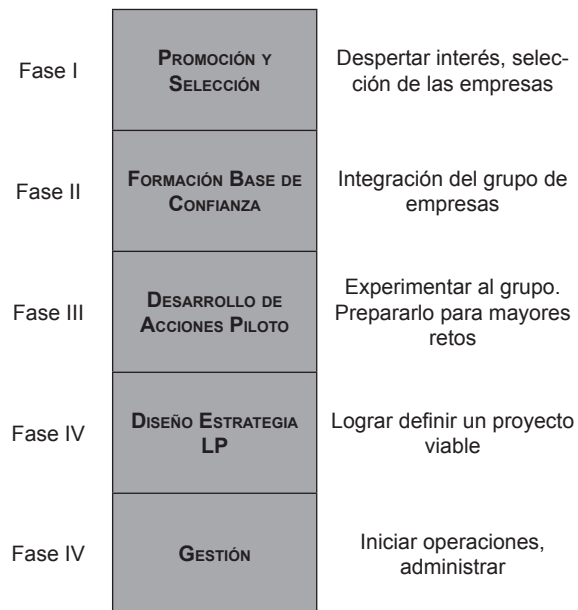 Fase I
PROMOCIÓN Y
SELECCIÓN
Despertar interés, selec-
ción de las empresas
Fase II
FORMACIÓN BASE DE
CONFIANZA
Integración del grupo de
empresas
Fase III
DESARROLLO DE
ACCIONES PILOTO
Experimentar al grupo.
Prepararlo para mayores
retos
Fase IV
DISEÑO ESTRATEGIA
LP
Lograr definir un proyecto
viable
Fase IV
GESTIÓN
Iniciar operaciones,
administrar